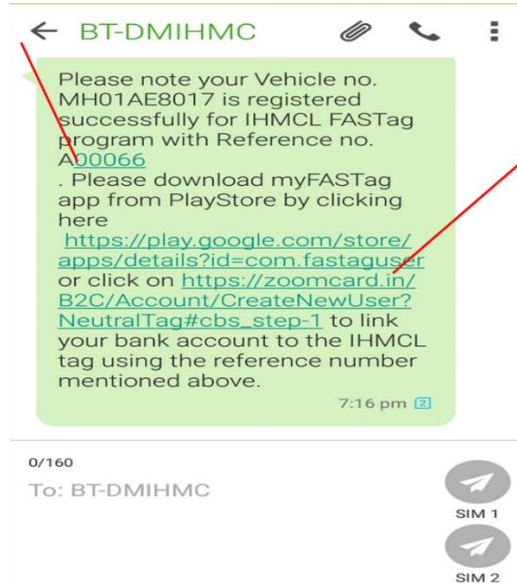 BT-DMIHMC
Please note your Vehicle no.
MH01AE8017 is registered
successfully for IHMCL FASTag
program with Reference no.
A00066
. Please download myFASTag
app from PlayStore by clicking
here
https://play.google.com/store/
apps/details?id=com.fastaguser
or click on https://zoomcard.in/
B2C/Account/CreateNewUser?
NeutralTag#cbs_step-1 to link
your bank account to the IHMCL
tag using the reference number
mentioned above.
7:16 pm 2
0/160
To: BT-DMIHMC
SIM 1
SIM 2